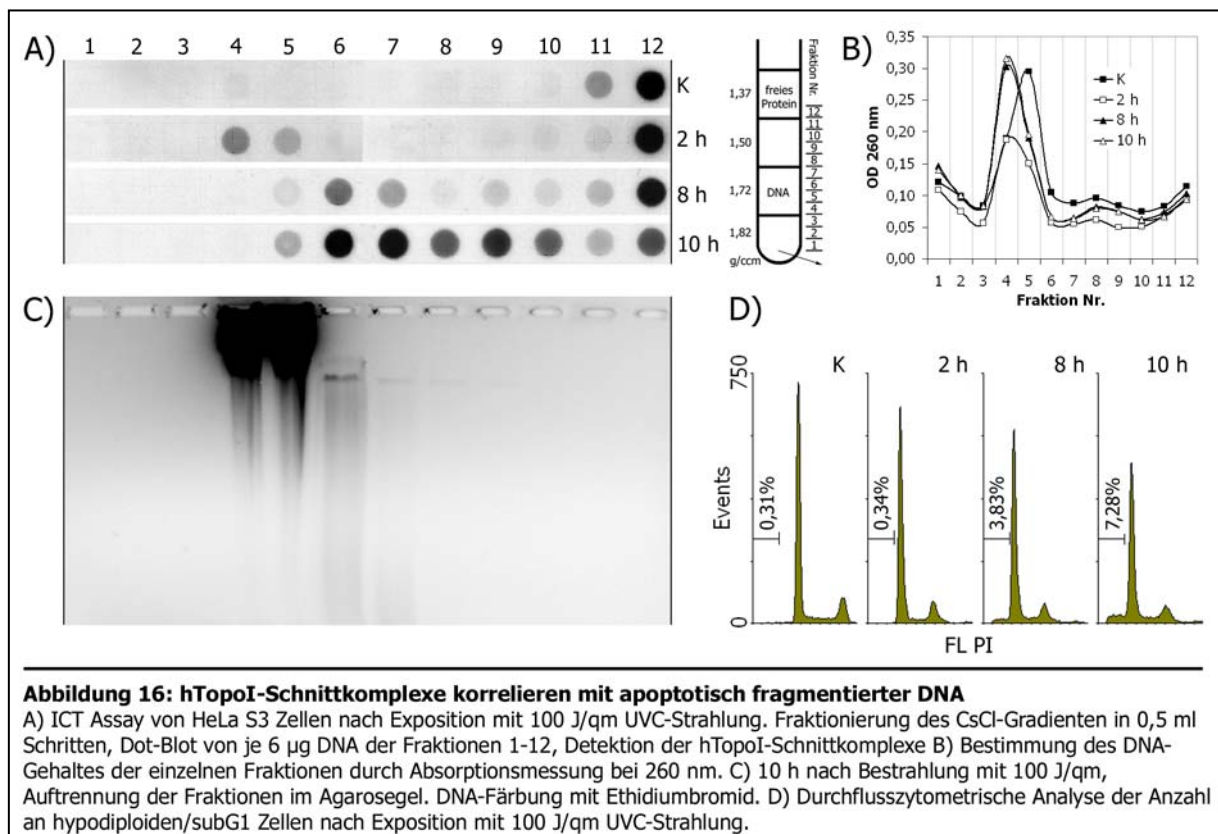 A)
1 2 3 4 5 6 7 8 9 10 11 12
K
2 h
8 h
10 h
Fraktion Nr.
1,37
freies
Protein
12
11
1,50
10
9
8
7
1,72
DNA
6
5
4
3
1,82
2
1
g/ccm
B)
0,35
0,30
0,25
0,20
0,15
0,10
0,05
0,00
OD 260 nm
K
2 h
8 h
10 h
1 2 3 4 5 6 7 8 9 10 11 12
Fraktion Nr.
C)
D)
K 2 h 8 h 10 h
750
Events
0
0,31%
0,34%
3,83%
7,28%
FL PI
Abbildung 16: hTopoI-Schnittkomplexe korrelieren mit apoptotisch fragmentierter DNA
A) ICT Assay von HeLa S3 Zellen nach Exposition mit 100 J/qm UVC-Strahlung. Fraktionierung des CsCl-Gradienten in 0,5 ml
Schritten, Dot-Blot von je 6 µg DNA der Fraktionen 1-12, Detektion der hTopoI-Schnittkomplexe B) Bestimmung des DNA-
Gehaltes der einzelnen Fraktionen durch Absorptionsmessung bei 260 nm. C) 10 h nach Bestrahlung mit 100 J/qm,
Auftrennung der Fraktionen im Agarosegel. DNA-Färbung mit Ethidiumbromid. D) Durchflusszytometrische Analyse der Anzahl
an hypodiploiden/subG1 Zellen nach Exposition mit 100 J/qm UVC-Strahlung.